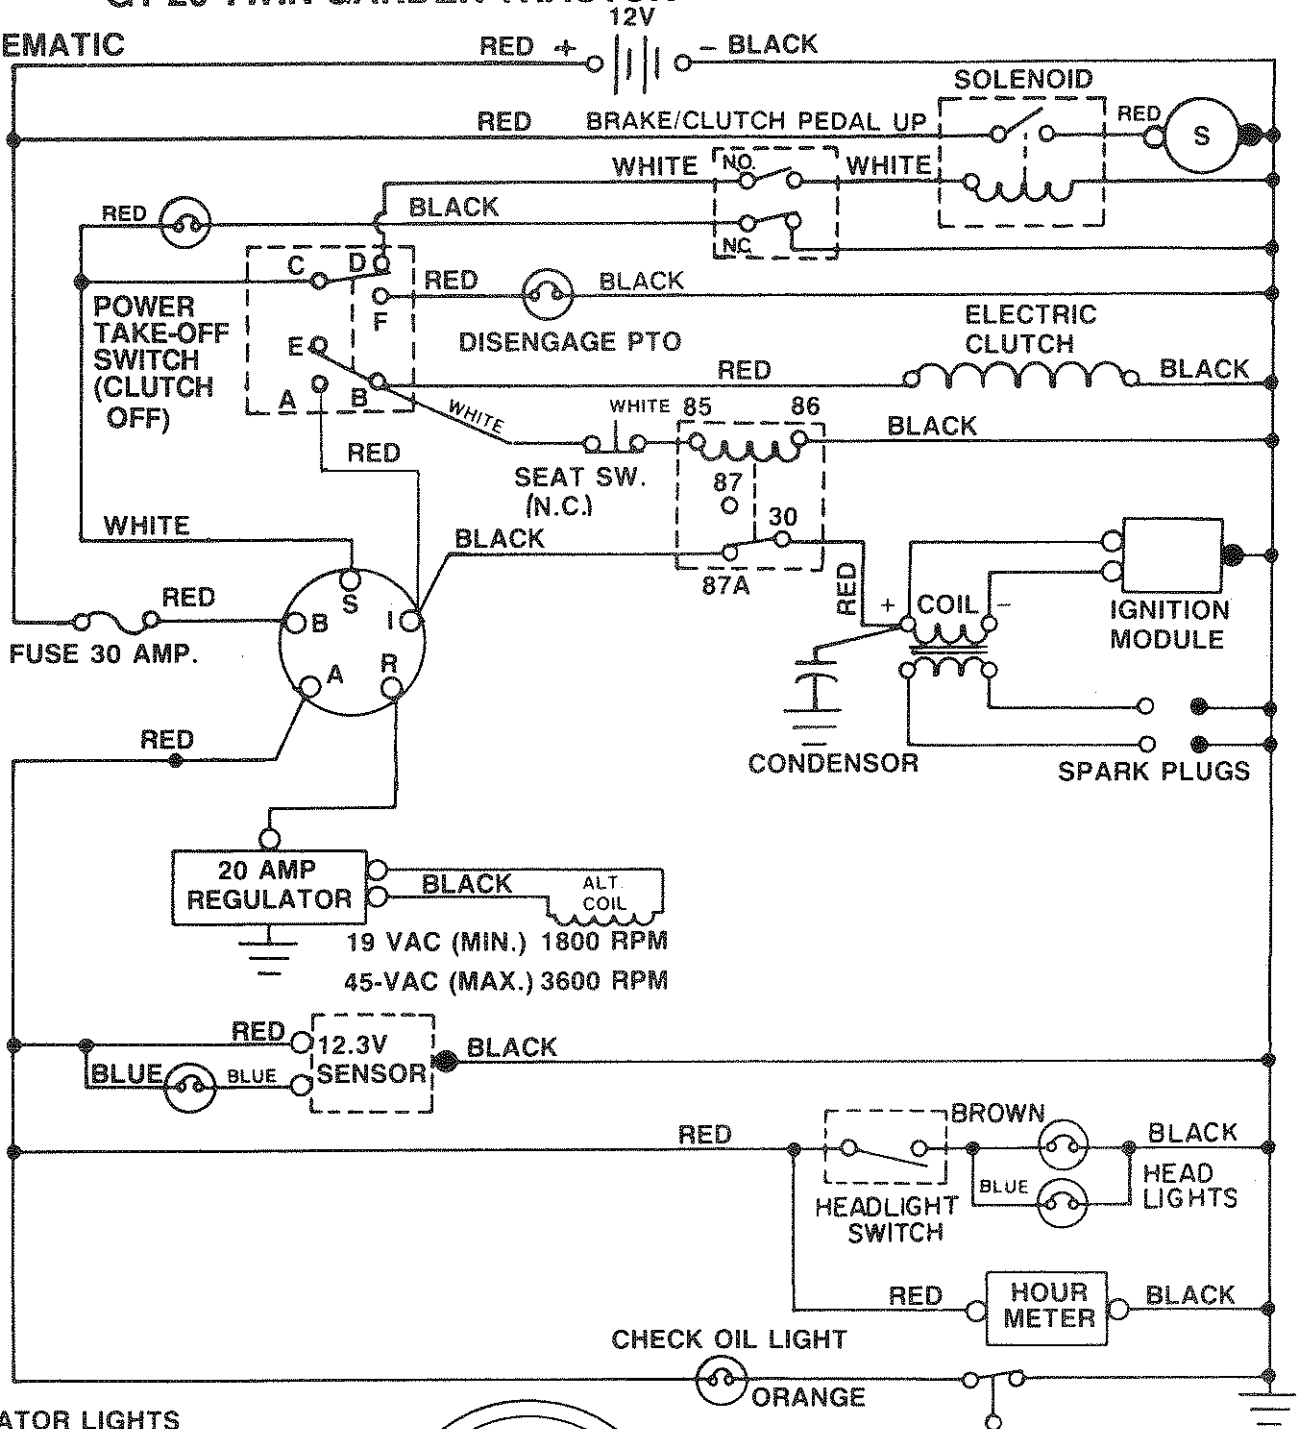 12V
EMATIC
RED + - BLACK
SOLENOID
RED BRAKE/CLUTCH PEDAL UP
RED
S
WHITE
N.O.
WHITE
RED
BLACK
N.C.
C
D
RED
BLACK
F
POWER
TAKE-OFF
SWITCH
(CLUTCH
OFF)
E
A
B
DISENGAGE PTO
ELECTRIC
CLUTCH
RED
BLACK
WHITE
WHITE
85
86
BLACK
RED
SEAT SW.
(N.C.)
87
30
87A
WHITE
BLACK
RED
+ COIL -
IGNITION
MODULE
RED
FUSE 30 AMP.
S
B
I
A
R
RED
CONDENSOR
SPARK PLUGS
20 AMP
REGULATOR
BLACK
ALT.
COIL
19 VAC (MIN.) 1800 RPM
45-VAC (MAX.) 3600 RPM
RED
12.3V
SENSOR
BLACK
BLUE
BLUE
RED
BROWN
BLACK
BLUE
HEAD
LIGHTS
HEADLIGHT
SWITCH
RED
HOUR
METER
BLACK
CHECK OIL LIGHT
ORANGE
ATOR LIGHTS